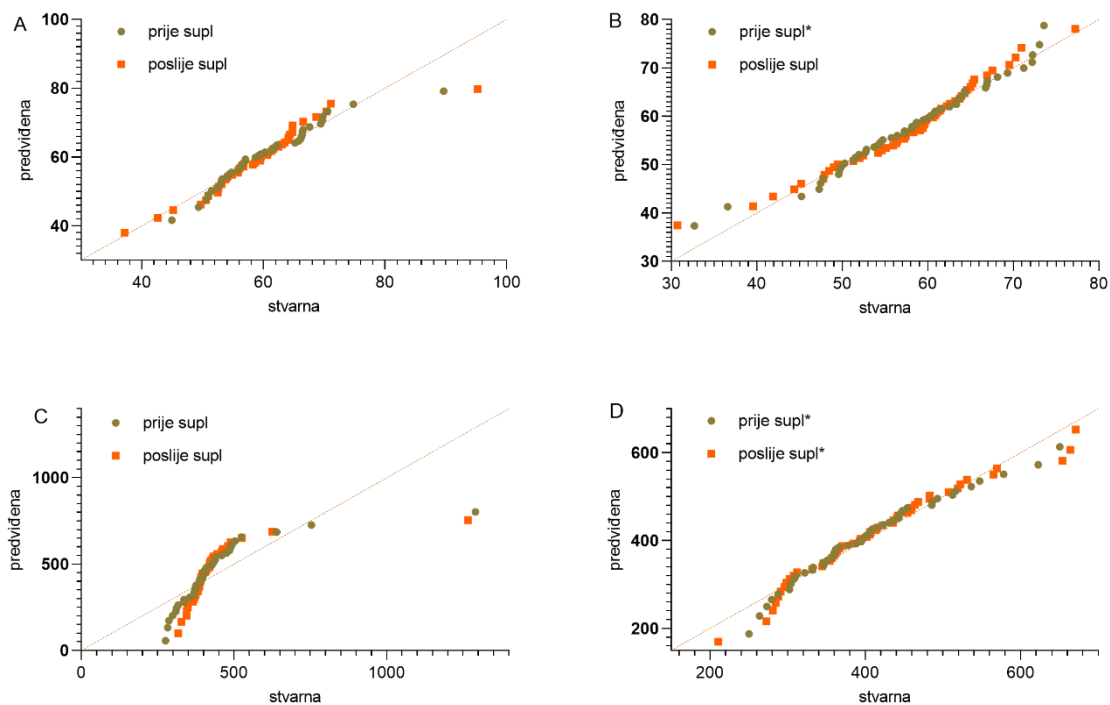 A
prije supl
poslije supl
predviđena
100
80
60
40
40
60
80
100
stvarna
B
prije supl*
poslije supl
predviđena
80
70
60
50
40
30
30
40
50
60
70
80
stvarna
C
prije supl
poslije supl
predviđena
1000
500
0
0
500
1000
stvarna
D
prije supl*
poslije supl*
predviđena
600
400
200
200
400
600
stvarna